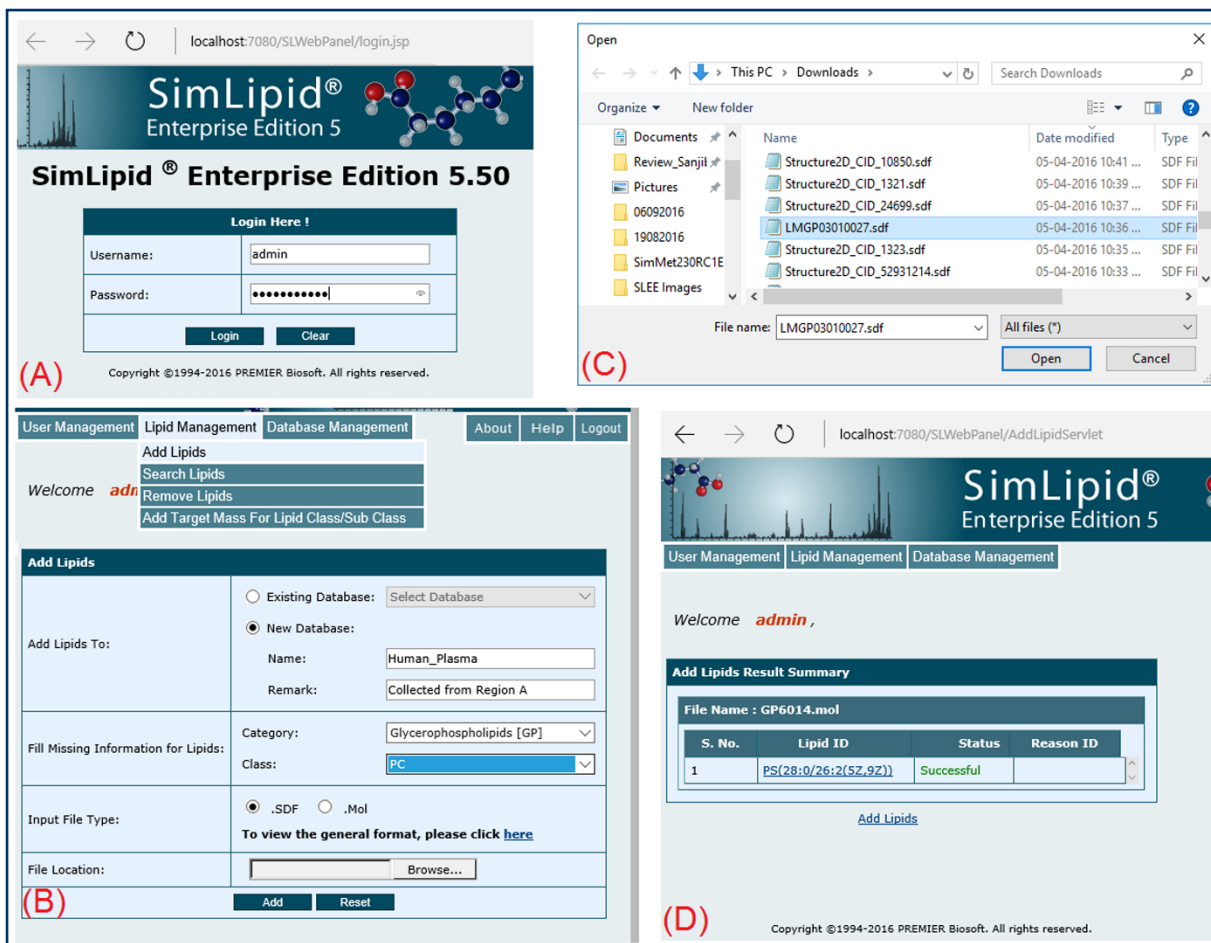 localhost:7080/SLWebPanel/login.jsp
SimLipid®
Enterprise Edition 5
SimLipid ® Enterprise Edition 5.50
Login Here !
Username: admin
Password:
Login Clear
Copyright ©1994-2016 PREMIER Biosoft. All rights reserved.
(A)
Open
This PC › Downloads › Search Downloads
Organize New folder
Documents
Review_Sanjil
Pictures
06092016
19082016
SimMet230RC1E
SLEE Images
Name Date modified Type
Structure2D_CID_10850.sdf 05-04-2016 10:41 ... SDF Fil
Structure2D_CID_1321.sdf 05-04-2016 10:39 ... SDF Fil
Structure2D_CID_24699.sdf 05-04-2016 10:37 ... SDF Fil
LMGP03010027.sdf 05-04-2016 10:36 ... SDF Fil
Structure2D_CID_1323.sdf 05-04-2016 10:35 ... SDF Fil
Structure2D_CID_52931214.sdf 05-04-2016 10:33 ... SDF Fil
File name: LMGP03010027.sdf All files (*)
Open Cancel
(C)
User Management Lipid Management Database Management About Help Logout
Add Lipids
Search Lipids
Welcome adm Remove Lipids
Add Target Mass For Lipid Class/Sub Class
Add Lipids
Add Lipids To:
Existing Database: Select Database
New Database:
Name: Human_Plasma
Remark: Collected from Region A
Fill Missing Information for Lipids:
Category: Glycerophospholipids [GP]
Class: PC
Input File Type: .SDF .Mol
To view the general format, please click here
File Location: Browse...
Add Reset
(B)
localhost:7080/SLWebPanel/AddLipidServlet
SimLipid®
Enterprise Edition 5
User Management Lipid Management Database Management
Welcome admin ,
Add Lipids Result Summary
File Name : GP6014.mol
S. No. Lipid ID Status Reason ID
1 PS(28:0/26:2(5Z,9Z)) Successful
Add Lipids
Copyright ©1994-2016 PREMIER Biosoft. All rights reserved.
(D)